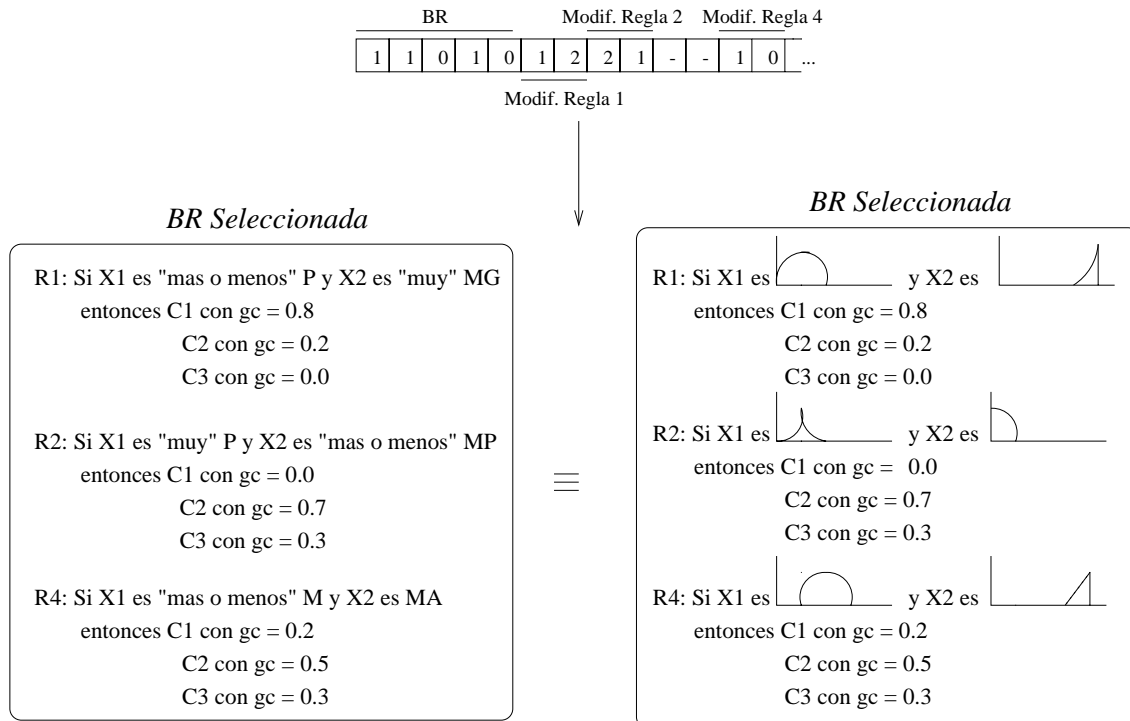 BR Modif. Regla 2 Modif. Regla 4
1 1 0 1 0 1 2 2 1 - - 1 0 ...
Modif. Regla 1
BR Seleccionada
R1: Si X1 es "mas o menos" P y X2 es "muy" MG
entonces C1 con gc = 0.8
C2 con gc = 0.2
C3 con gc = 0.0
R2: Si X1 es "muy" P y X2 es "mas o menos" MP
entonces C1 con gc = 0.0
C2 con gc = 0.7
C3 con gc = 0.3
R4: Si X1 es "mas o menos" M y X2 es MA
entonces C1 con gc = 0.2
C2 con gc = 0.5
C3 con gc = 0.3
≡
BR Seleccionada
R1: Si X1 es y X2 es
entonces C1 con gc = 0.8
C2 con gc = 0.2
C3 con gc = 0.0
R2: Si X1 es y X2 es
entonces C1 con gc = 0.0
C2 con gc = 0.7
C3 con gc = 0.3
R4: Si X1 es y X2 es
entonces C1 con gc = 0.2
C2 con gc = 0.5
C3 con gc = 0.3